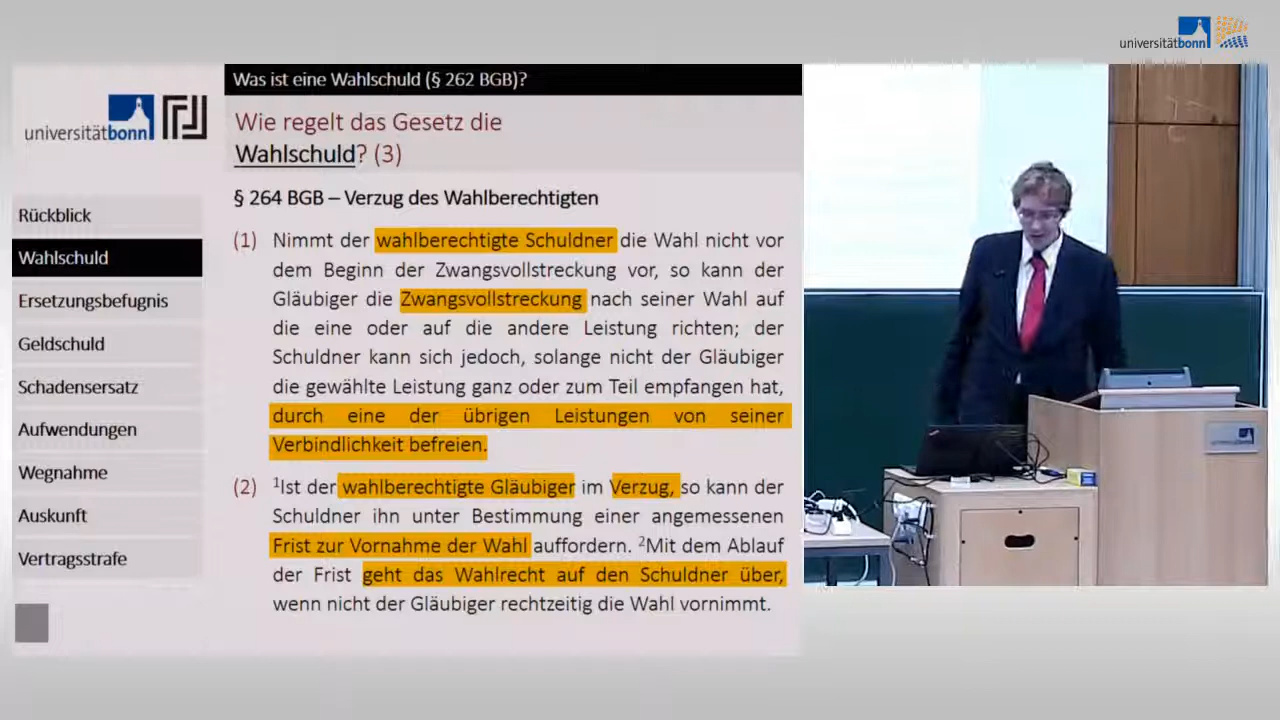 universitätbonn
Was ist eine Wahlschuld (§ 262 BGB)?
universitätbonn
Wie regelt das Gesetz die
Wahlschuld? (3)
Rückblick
Wahlschuld
Ersetzungsbefugnis
Geldschuld
Schadensersatz
Aufwendungen
Wegnahme
Auskunft
Vertragsstrafe
§ 264 BGB – Verzug des Wahlberechtigten
(1) Nimmt der wahlberechtigte Schuldner die Wahl nicht vor
dem Beginn der Zwangsvollstreckung vor, so kann der
Gläubiger die Zwangsvollstreckung nach seiner Wahl auf
die eine oder auf die andere Leistung richten; der
Schuldner kann sich jedoch, solange nicht der Gläubiger
die gewählte Leistung ganz oder zum Teil empfangen hat,
durch eine der übrigen Leistungen von seiner
Verbindlichkeit befreien.
(2) ¹Ist der wahlberechtigte Gläubiger im Verzug, so kann der
Schuldner ihn unter Bestimmung einer angemessenen
Frist zur Vornahme der Wahl auffordern. ²Mit dem Ablauf
der Frist geht das Wahlrecht auf den Schuldner über,
wenn nicht der Gläubiger rechtzeitig die Wahl vornimmt.